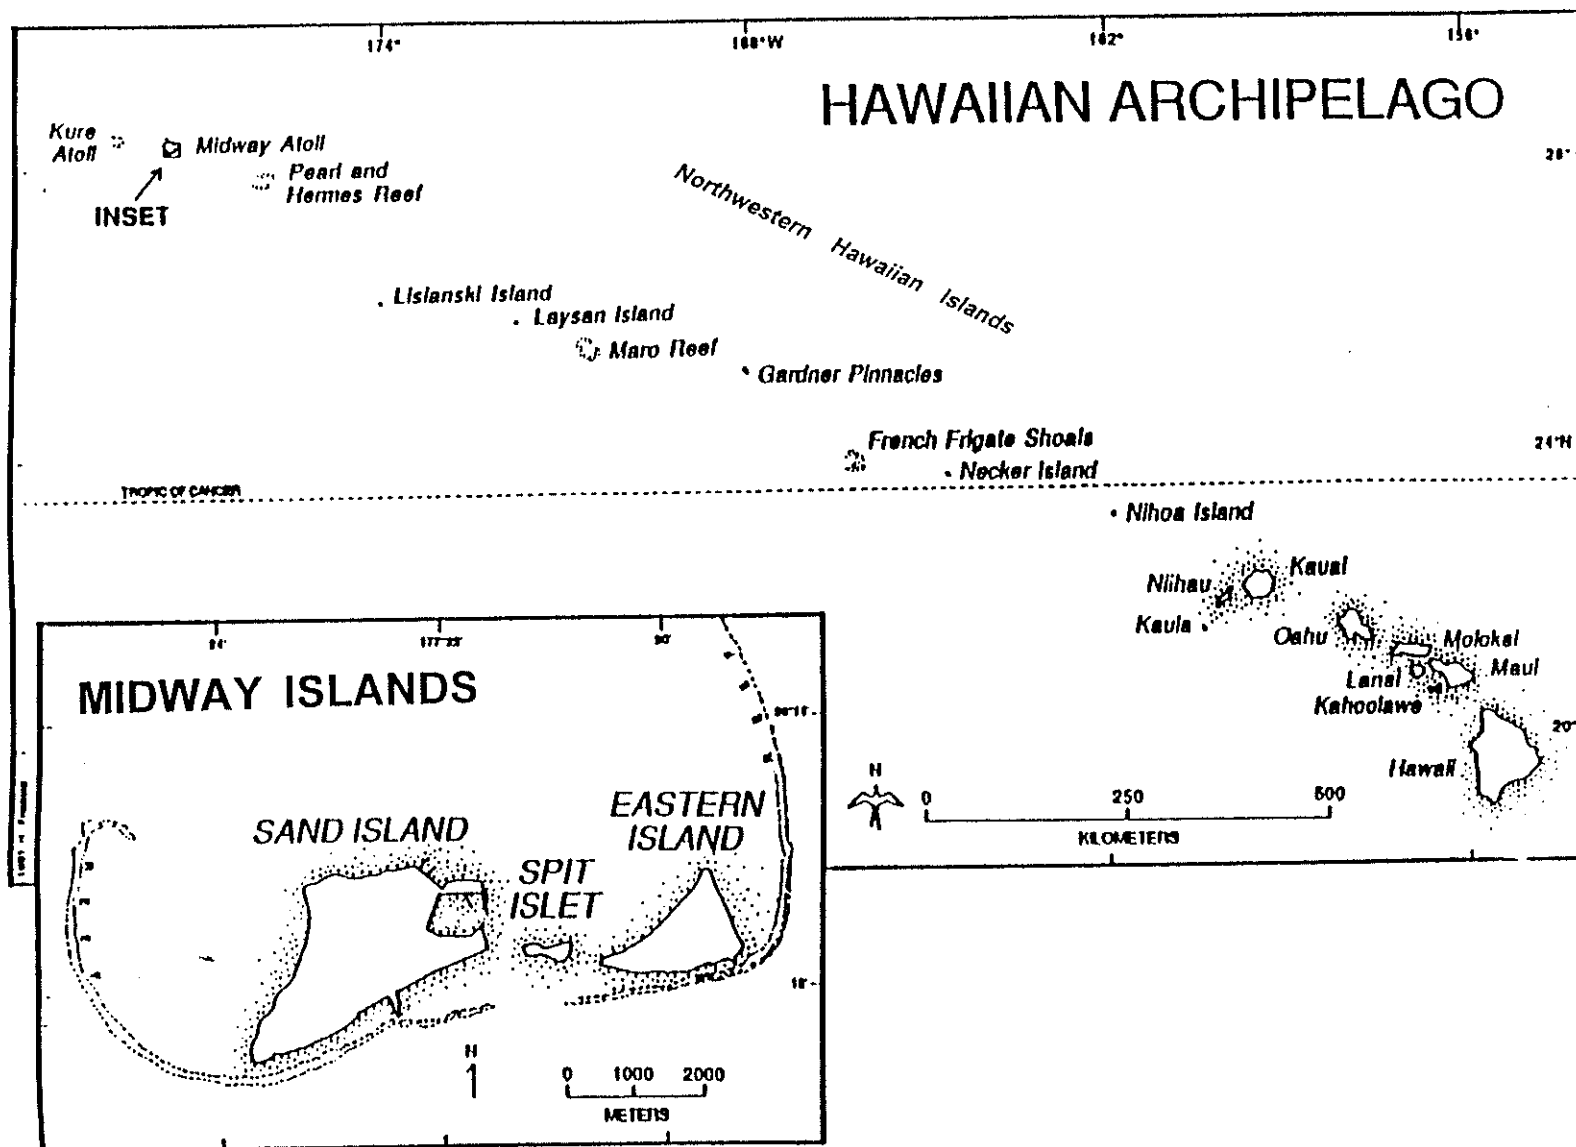 174°
168°W
162°
156°
HAWAIIAN ARCHIPELAGO
Kure
Atoll
Midway Atoll
28°
Pearl and
Hermes Reef
INSET
Northwestern Hawaiian Islands
Lisianski Island
Laysan Island
Maro Reef
Gardner Pinnacles
French Frigate Shoals
24°N
Necker Island
TROPIC OF CANCER
Nihoa Island
Kauai
Niihau
Kaula
Oahu
Molokai
Lanai
Maui
Kahoolawe
20°
Hawaii
N
0 250 500
KILOMETERS
MIDWAY ISLANDS
SAND ISLAND
EASTERN
ISLAND
SPIT
ISLET
N
0 1000 2000
METERS